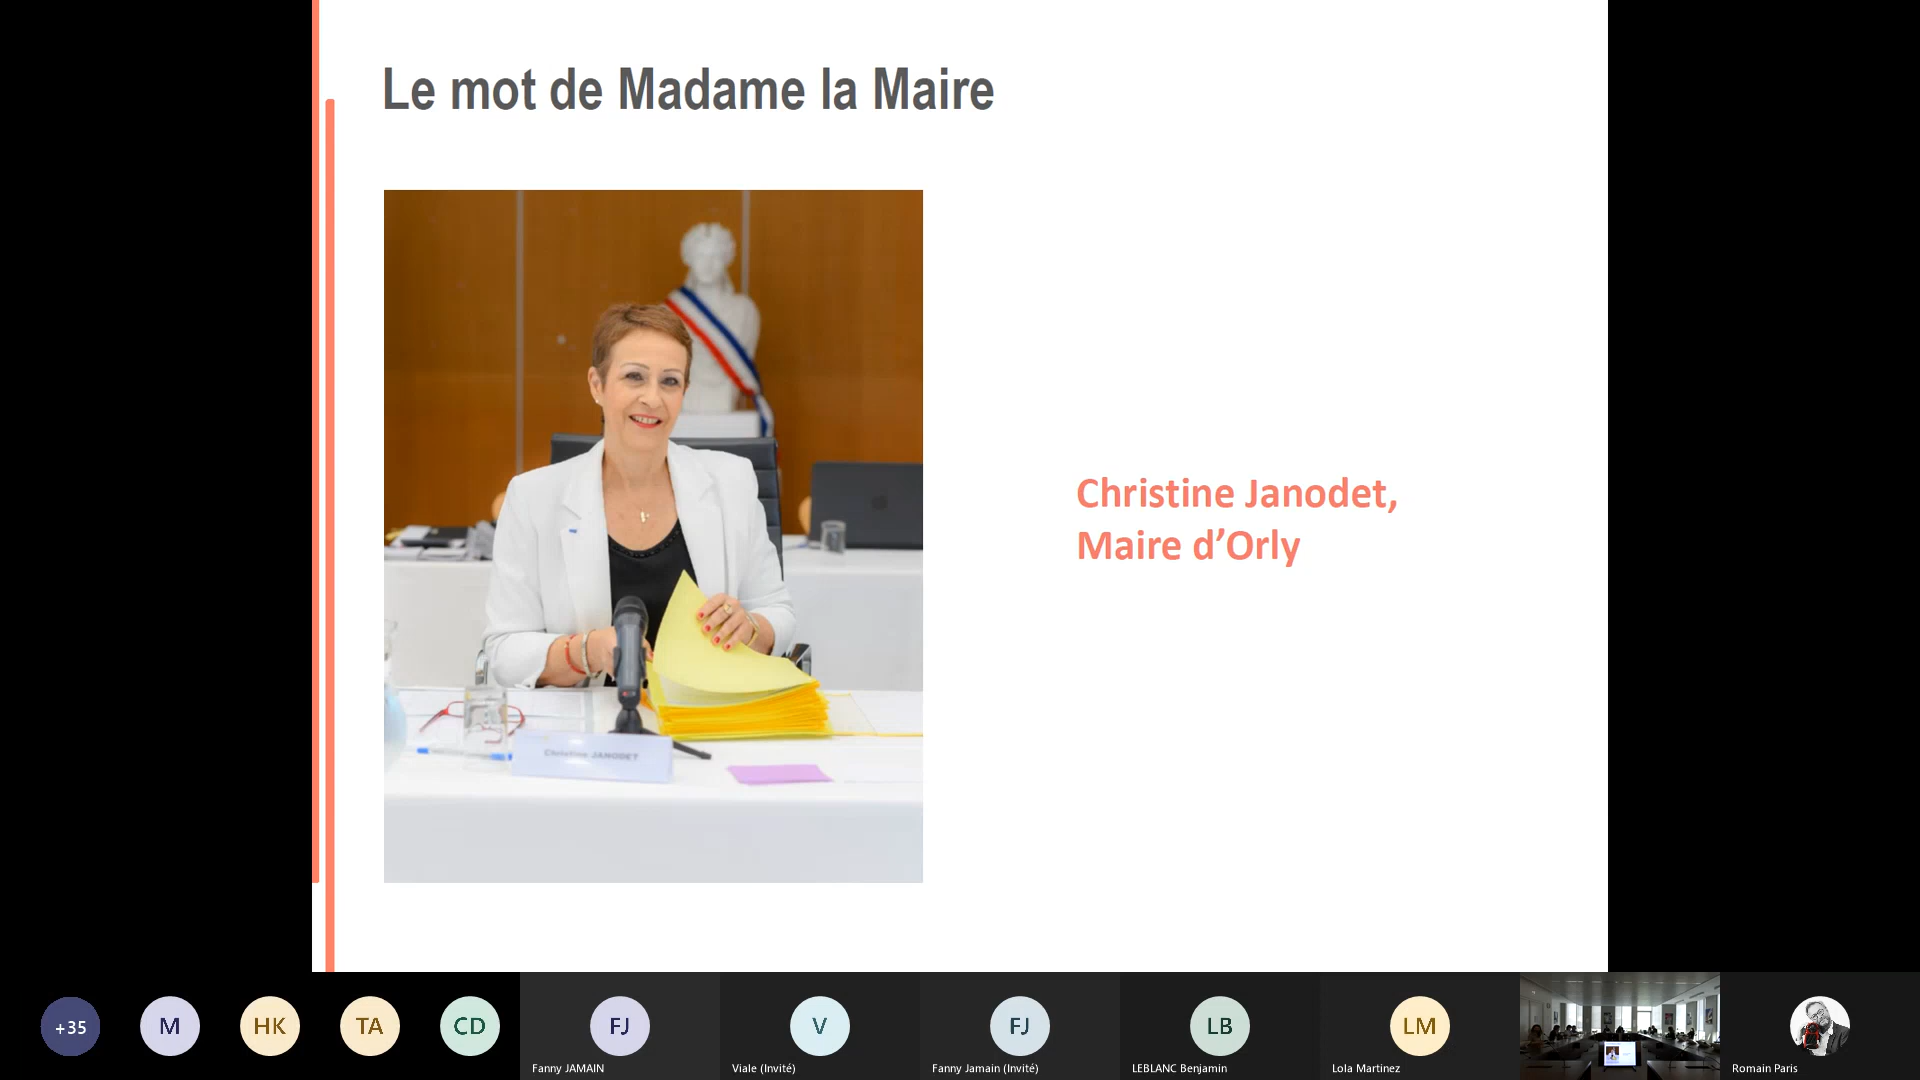 Le mot de Madame la Maire
Christine Janodet,
Maire d'Orly
Christine JANODET
+35
M
HK
TA
CD
FJ
V
FJ
LB
LM
Fanny JAMAIN
Viale (Invité)
Fanny Jamain (Invité)
LEBLANC Benjamin
Lola Martinez
Romain Paris